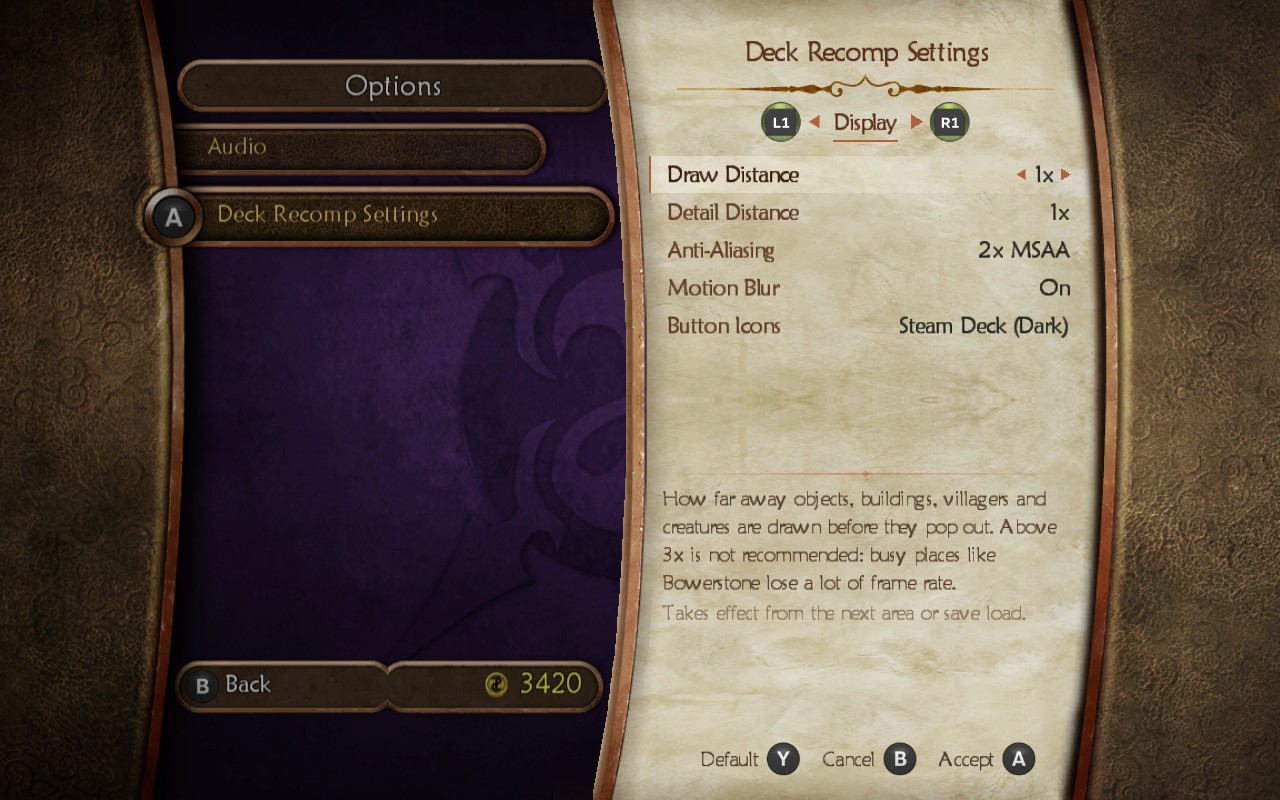 Options
Audio
A Deck Recomp Settings
B Back
3420
Deck Recomp Settings
L1 Display R1
Draw Distance 1x
Detail Distance 1x
Anti-Aliasing 2x MSAA
Motion Blur On
Button Icons Steam Deck (Dark)
How far away objects, buildings, villagers and
creatures are drawn before they pop out. Above
3x is not recommended: busy places like
Bowerstone lose a lot of frame rate.
Takes effect from the next area or save load.
Default Y Cancel B Accept A